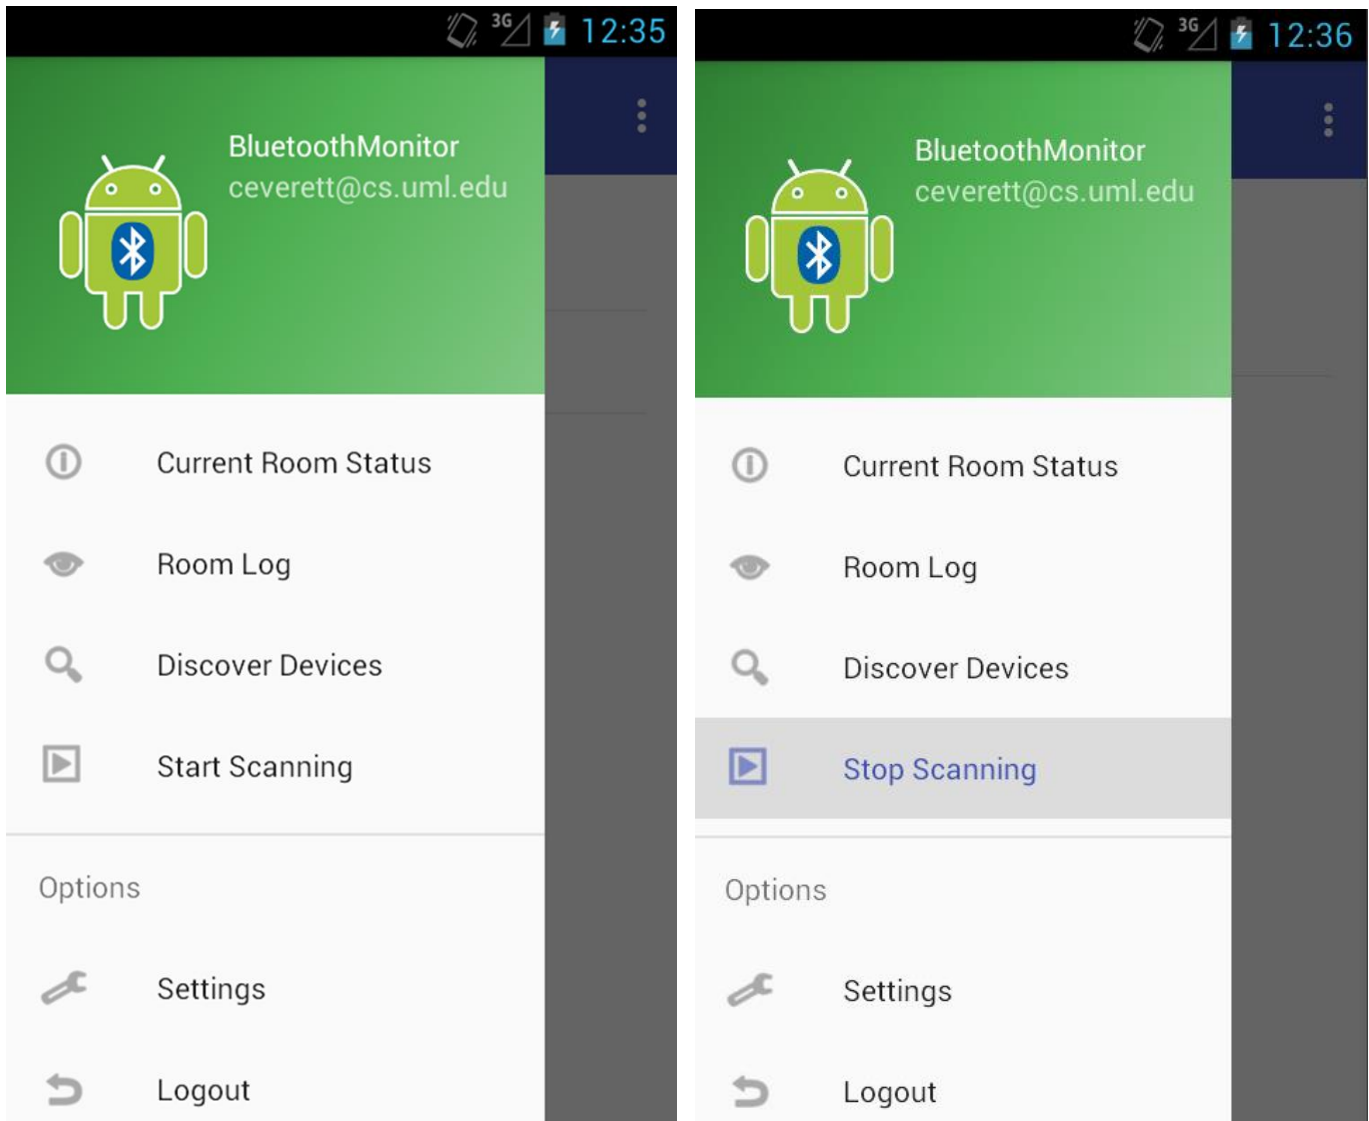 3G 12:35
BluetoothMonitor
ceverett@cs.uml.edu
Current Room Status
Room Log
Discover Devices
Start Scanning
Options
Settings
Logout
3G 12:36
BluetoothMonitor
ceverett@cs.uml.edu
Current Room Status
Room Log
Discover Devices
Stop Scanning
Options
Settings
Logout